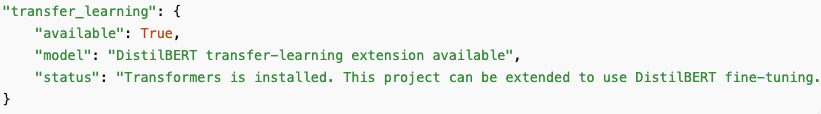 "transfer_learning": {
    "available": True,
    "model": "DistilBERT transfer-learning extension available",
    "status": "Transformers is installed. This project can be extended to use DistilBERT fine-tuning.
}